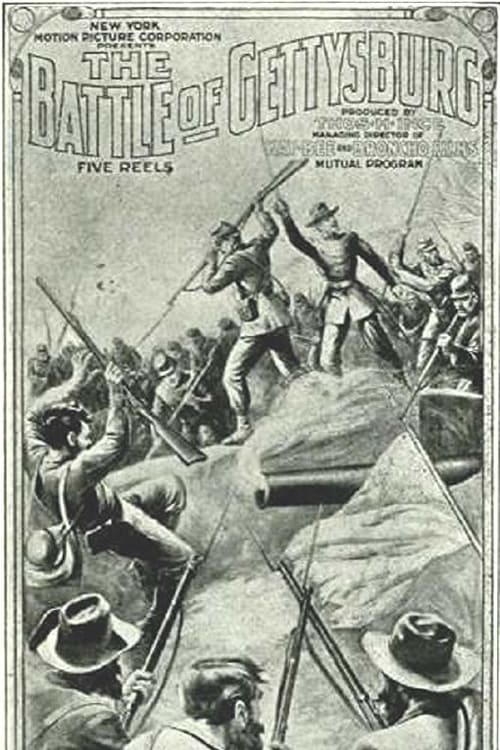 NEW YORK
MOTION PICTURE CORPORATION
PRESENTS
THE
BATTLE OF GETTYSBURG
PRODUCED BY
THOS. H. INCE
MANAGING DIRECTOR OF
KAY-BEE AND BRONCHO FILMS
FIVE REELS
MUTUAL PROGRAM